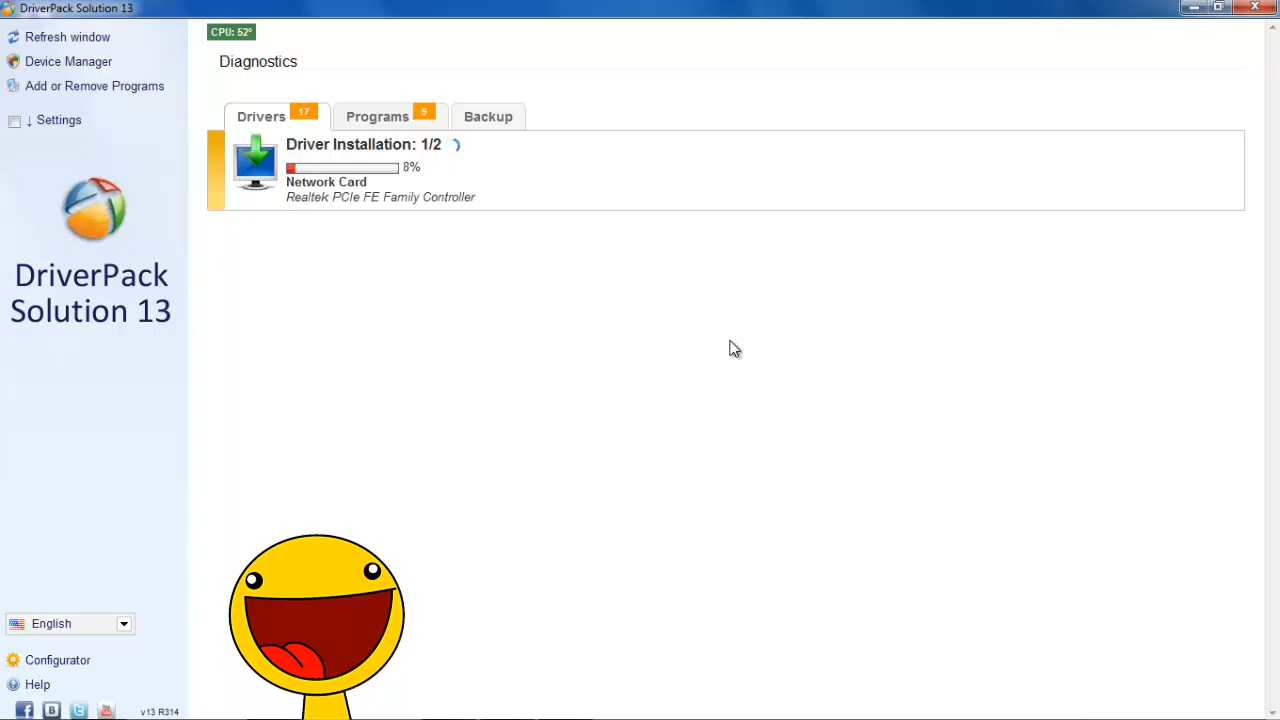 DriverPack Solution 13
Refresh window
Device Manager
Add or Remove Programs
↓ Settings
DriverPack
Solution 13
English
Configurator
Help
v13 R314
CPU: 52°
Diagnostics
Drivers 17
Programs 9
Backup
Driver Installation: 1/2
8%
Network Card
Realtek PCIe FE Family Controller